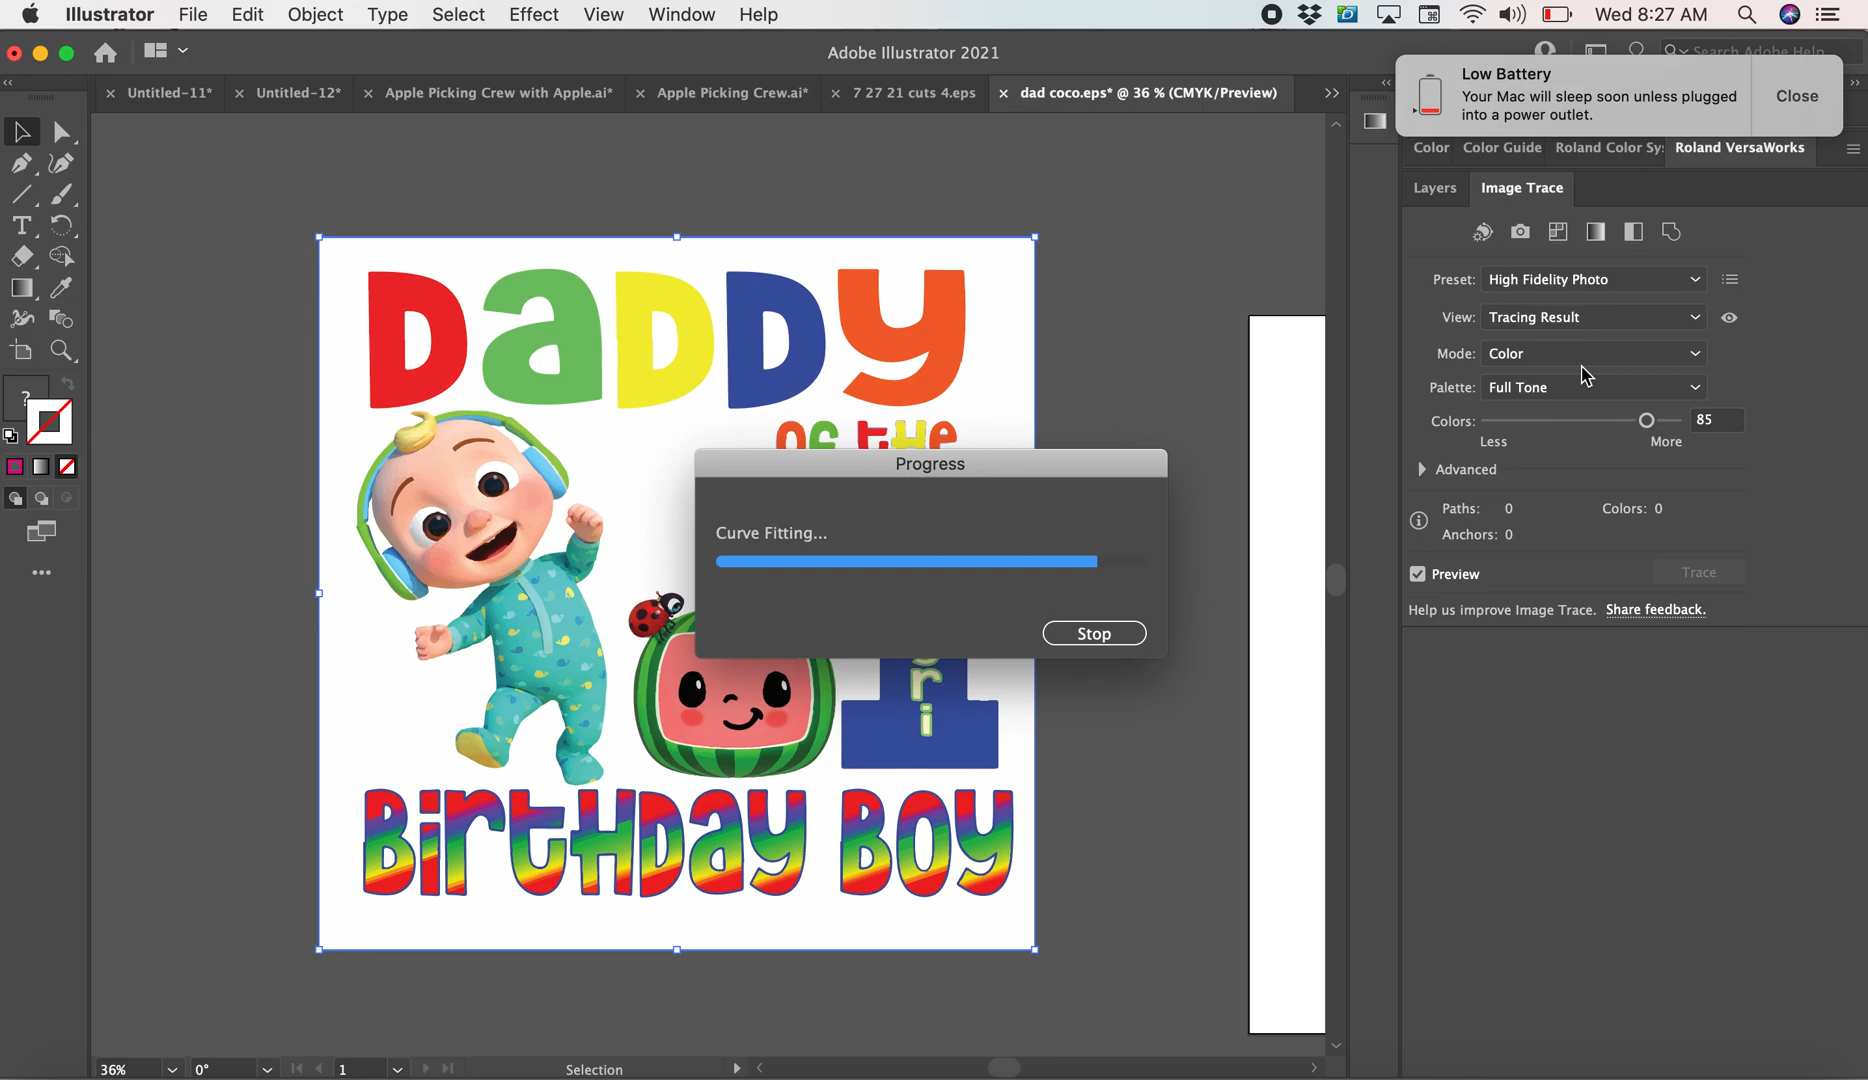 Illustrator File Edit Object Type Select Effect View Window Help Wed 8:27 AM
Adobe Illustrator 2021
Search Adobe Help
Low Battery
Your Mac will sleep soon unless plugged
into a power outlet.
Close
Untitled-11* Untitled-12* Apple Picking Crew with Apple.ai* Apple Picking Crew.ai* 7 27 21 cuts 4.eps dad coco.eps* @ 36 % (CMYK/Preview)
Color Color Guide Roland Color Sy: Roland VersaWorks
Layers Image Trace
Preset: High Fidelity Photo
View: Tracing Result
Mode: Color
Palette: Full Tone
Colors: 85
Less More
Advanced
Paths: 0 Colors: 0
Anchors: 0
Preview Trace
Help us improve Image Trace. Share feedback.
DaDDy
of the
Progress
Curve Fitting...
Stop
ri
BirtHDay Boy
36% 0° 1 Selection